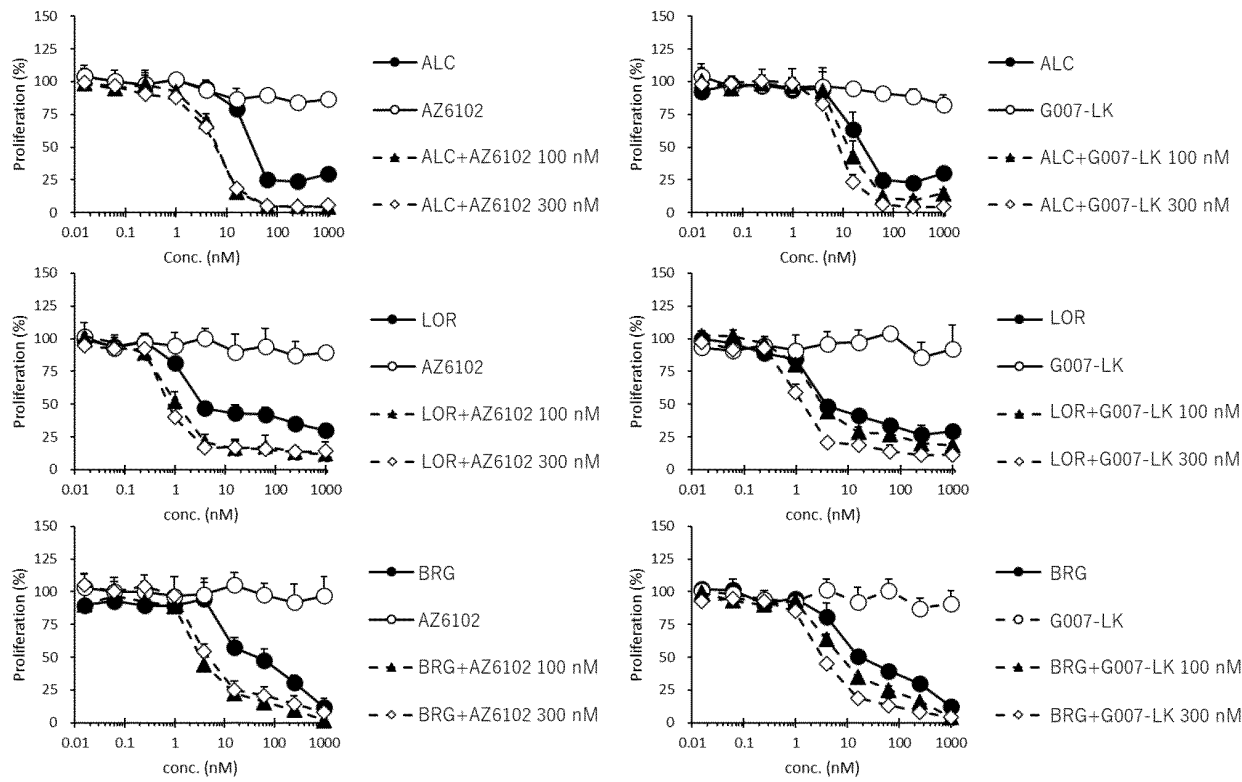 Proliferation (%)
150
125
100
75
50
25
0
0.01 0.1 1 10 100 1000
Conc. (nM)
ALC
AZ6102
ALC+AZ6102 100 nM
ALC+AZ6102 300 nM
Proliferation (%)
150
125
100
75
50
25
0
0.01 0.1 1 10 100 1000
Conc. (nM)
ALC
G007-LK
ALC+G007-LK 100 nM
ALC+G007-LK 300 nM
Proliferation (%)
150
125
100
75
50
25
0
0.01 0.1 1 10 100 1000
conc. (nM)
LOR
AZ6102
LOR+AZ6102 100 nM
LOR+AZ6102 300 nM
Proliferation (%)
150
125
100
75
50
25
0
0.01 0.1 1 10 100 1000
conc. (nM)
LOR
G007-LK
LOR+G007-LK 100 nM
LOR+G007-LK 300 nM
Proliferation (%)
150
125
100
75
50
25
0
0.01 0.1 1 10 100 1000
conc. (nM)
BRG
AZ6102
BRG+AZ6102 100 nM
BRG+AZ6102 300 nM
Proliferation (%)
150
125
100
75
50
25
0
0.01 0.1 1 10 100 1000
conc. (nM)
BRG
G007-LK
BRG+G007-LK 100 nM
BRG+G007-LK 300 nM